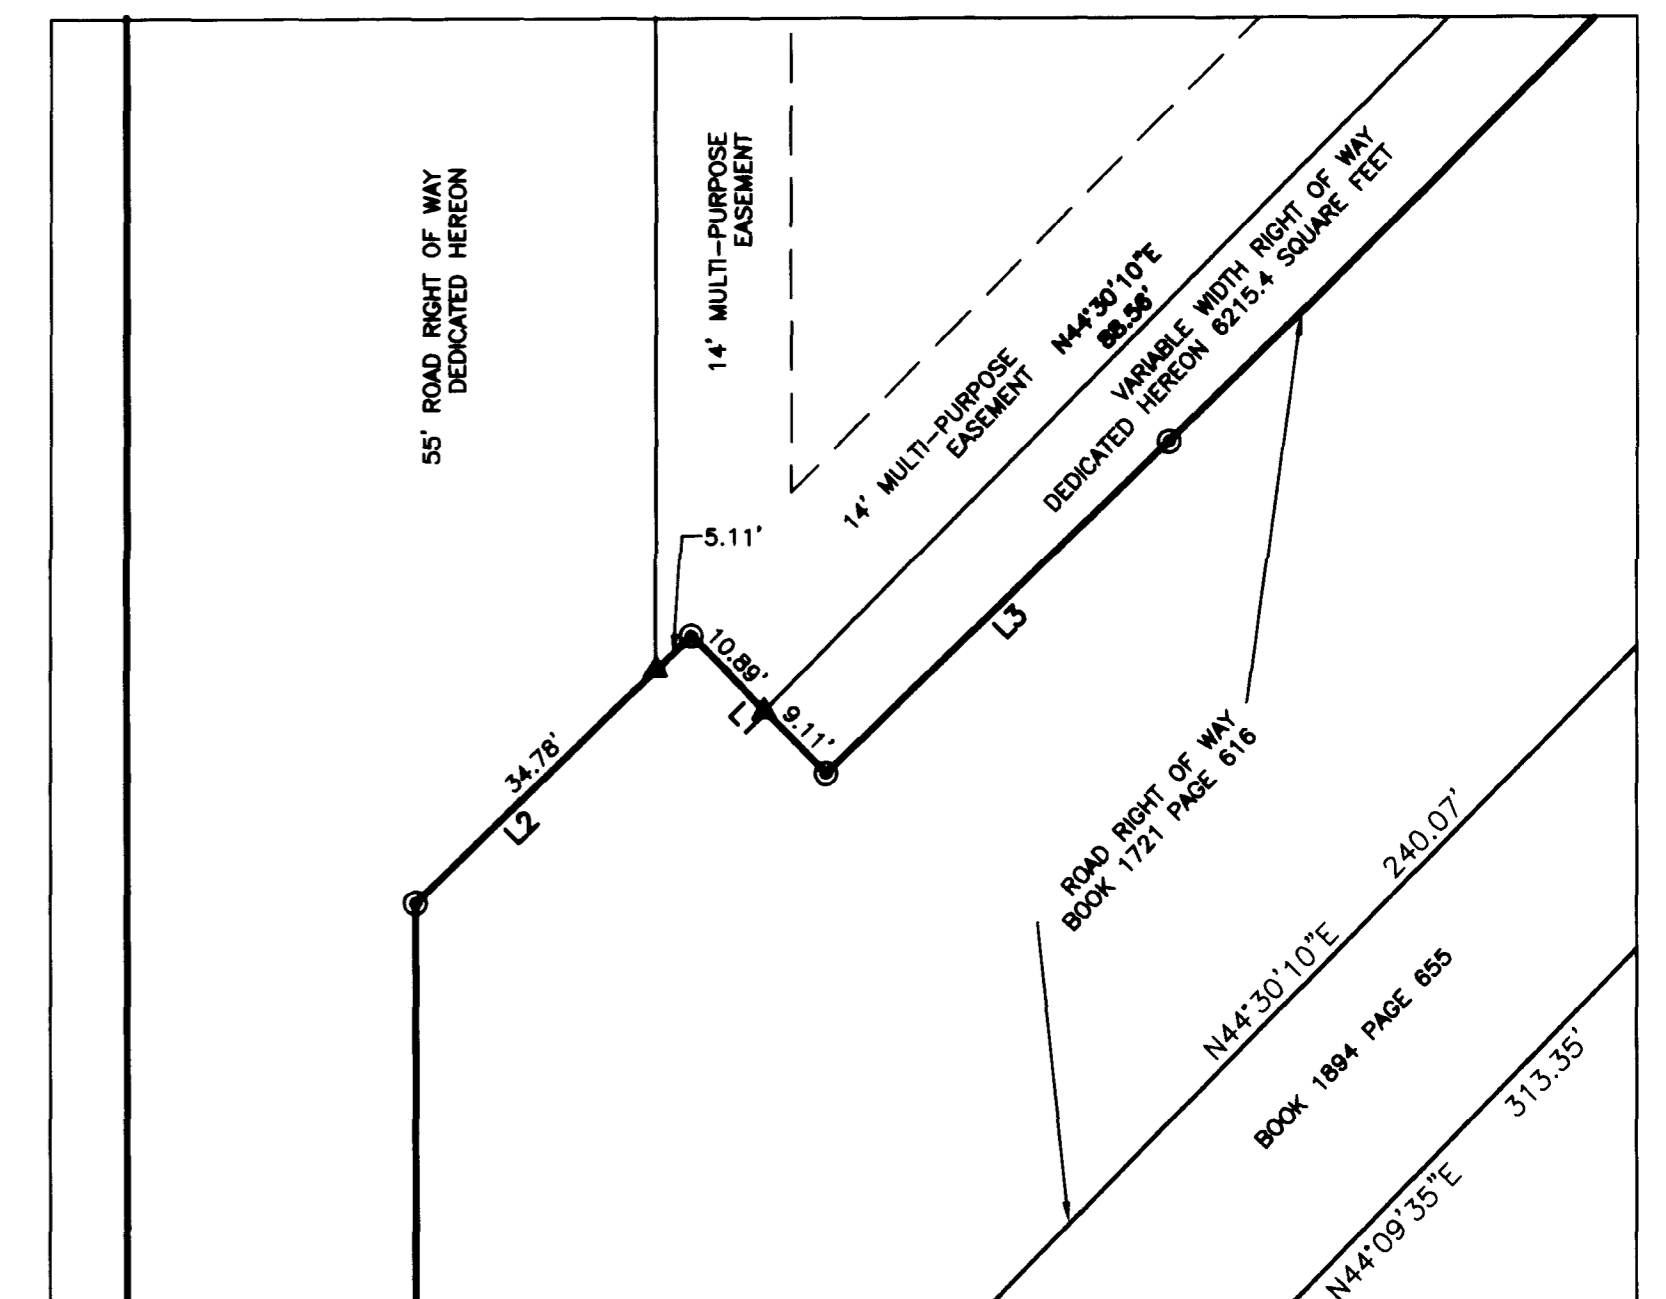 55' ROAD RIGHT OF WAY
DEDICATED HEREON
14' MULTI-PURPOSE
EASEMENT
14' MULTI-PURPOSE
EASEMENT
N44°30'10"E
88.56'
VARIABLE WIDTH RIGHT OF WAY
DEDICATED HEREON 6215.4 SQUARE FEET
5.11'
10.89'
L1
9.11'
L3
34.78'
L2
ROAD RIGHT OF WAY
BOOK 1721 PAGE 616
N44°30'10"E 240.07'
BOOK 1894 PAGE 655
N44°09'35"E 313.35'